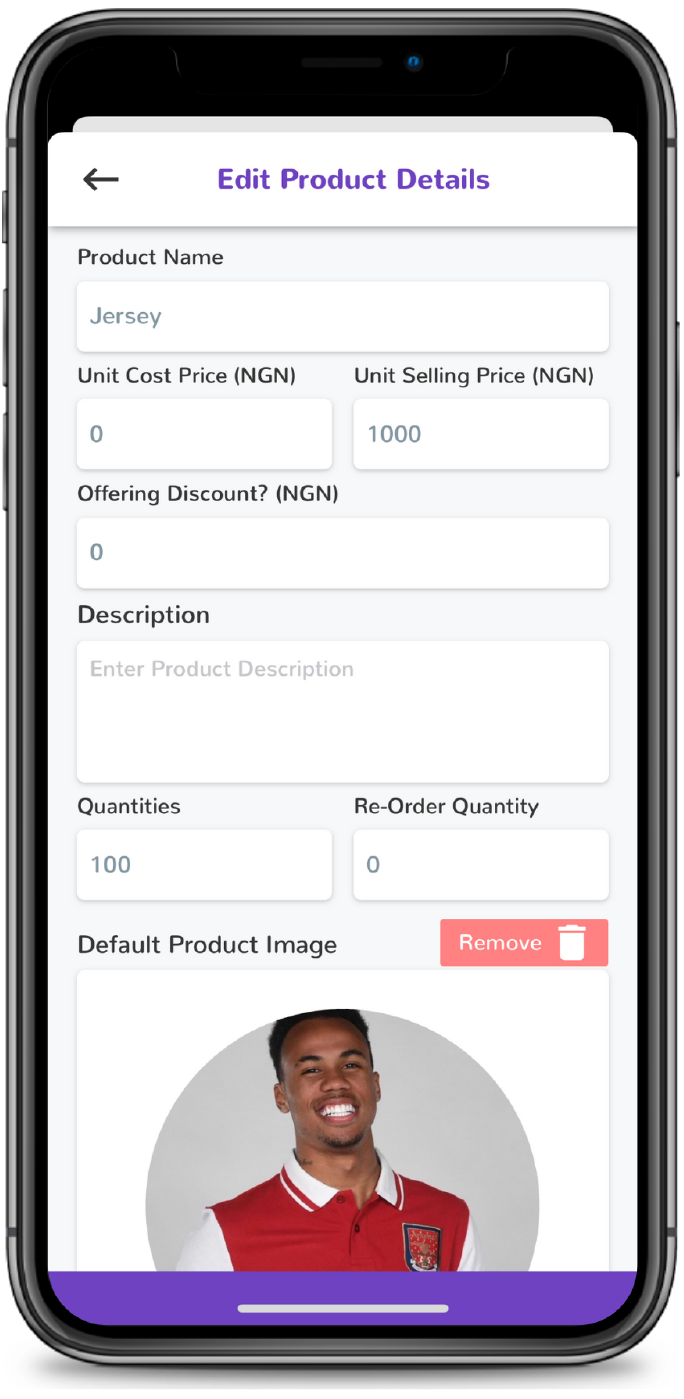 Edit Product Details
Product Name
Jersey
Unit Cost Price (NGN) Unit Selling Price (NGN)
0 1000
Offering Discount? (NGN)
0
Description
Enter Product Description
Quantities Re-Order Quantity
100 0
Default Product Image Remove